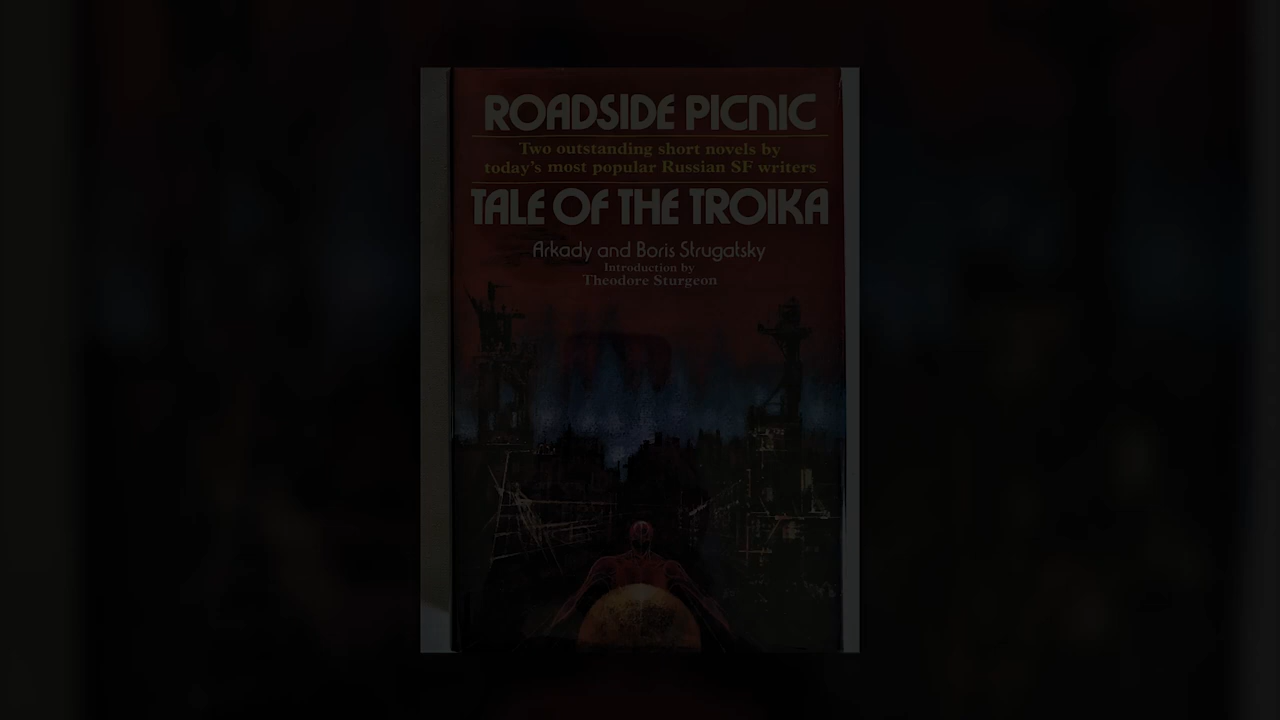 ROADSIDE PICNIC
Two outstanding short novels by
today's most popular Russian SF writers
TALE OF THE TROIKA
Arkady and Boris Strugatsky
Introduction by
Theodore Sturgeon